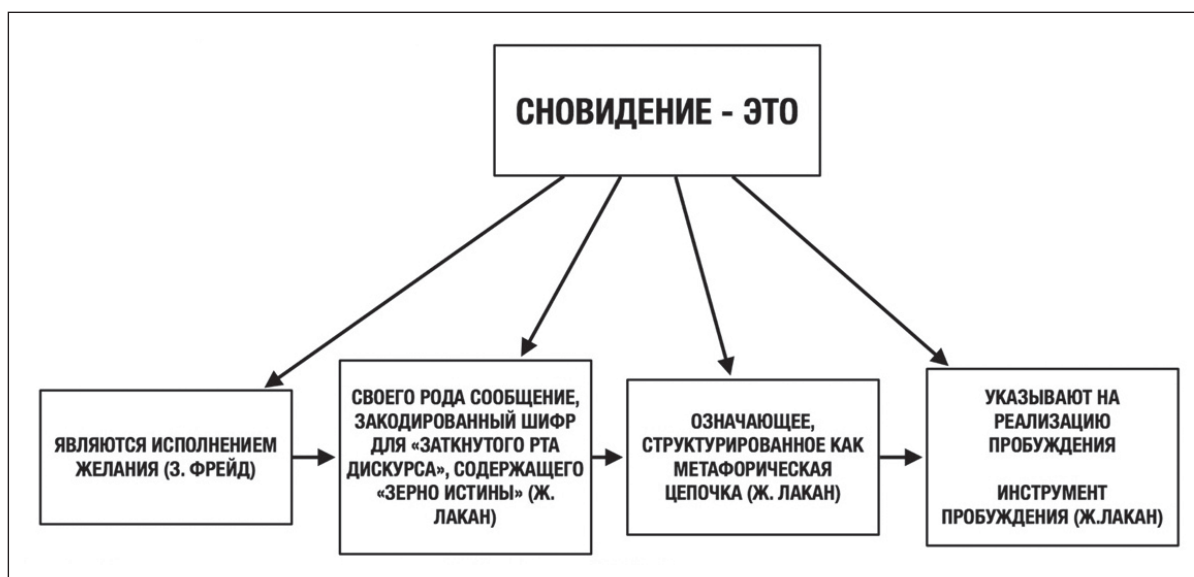 СНОВИДЕНИЕ - ЭТО
ЯВЛЯЮТСЯ ИСПОЛНЕНИЕМ
ЖЕЛАНИЯ (З. ФРЕЙД)
СВОЕГО РОДА СООБЩЕНИЕ,
ЗАКОДИРОВАННЫЙ ШИФР
ДЛЯ «ЗАТКНУТОГО РТА
ДИСКУРСА», СОДЕРЖАЩЕГО
«ЗЕРНО ИСТИНЫ» (Ж.
ЛАКАН)
ОЗНАЧАЮЩЕЕ,
СТРУКТУРИРОВАННОЕ КАК
МЕТАФОРИЧЕСКАЯ
ЦЕПОЧКА (Ж. ЛАКАН)
УКАЗЫВАЮТ НА
РЕАЛИЗАЦИЮ
ПРОБУЖДЕНИЯ
ИНСТРУМЕНТ
ПРОБУЖДЕНИЯ (Ж.ЛАКАН)